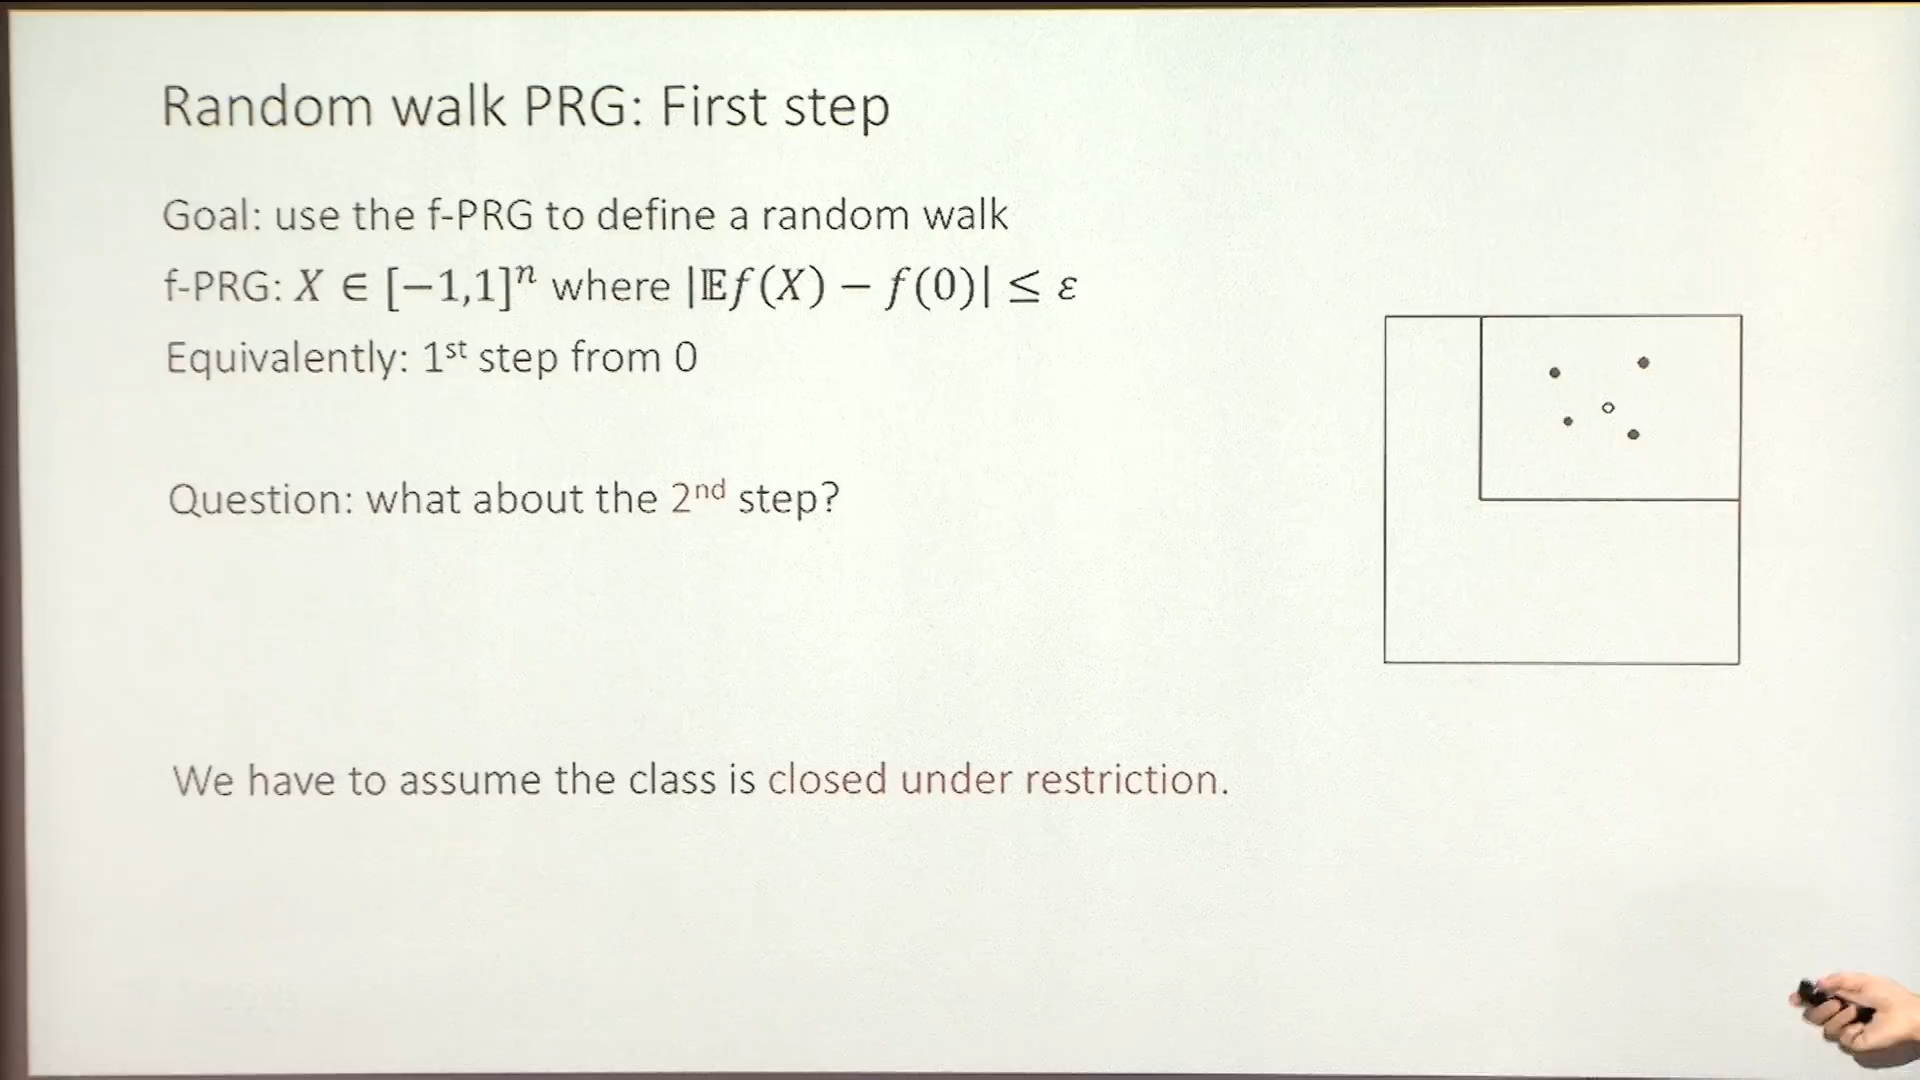 Random walk PRG: First step
Goal: use the f-PRG to define a random walk
f-PRG: X ∈ [−1,1]ⁿ where |𝔼f(X) − f(0)| ≤ ε
Equivalently: 1ˢᵗ step from 0
Question: what about the 2ⁿᵈ step?
We have to assume the class is closed under restriction.